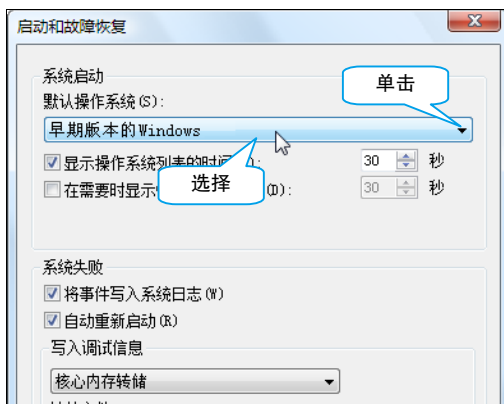 启动和故障恢复
系统启动
单击
默认操作系统(S):
早期版本的Windows
显示操作系统列表的时间
30
秒
选择
在需要时显示
(D):
30
秒
系统失败
将事件写入系统日志(W)
自动重新启动(R)
写入调试信息
核心内存转储